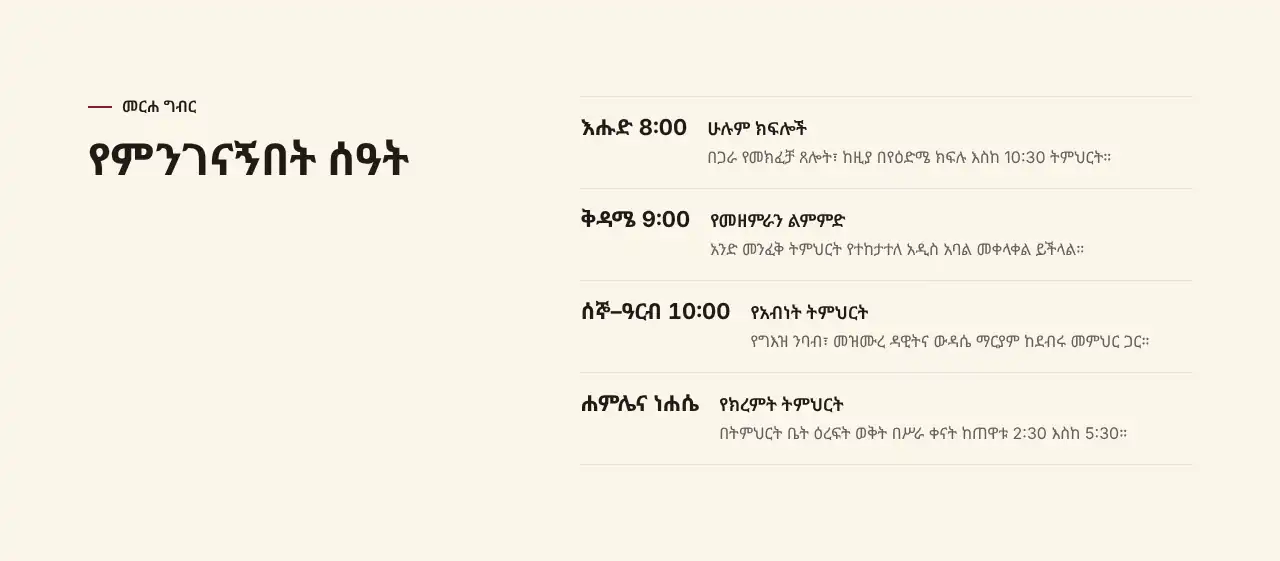 መርሐ ግብር
የምንገናኝበት ሰዓት
እሑድ 8:00
ሁሉም ክፍሎች
በጋራ የመክፈቻ ጸሎት፣ ከዚያ በየዕድሜ ክፍሉ እስከ 10:30 ትምህርት።
ቅዳሜ 9:00
የመዘምራን ልምምድ
አንድ መንፈቅ ትምህርት የተከታተለ አዲስ አባል መቀላቀል ይችላል።
ሰኞ–ዓርብ 10:00
የአብነት ትምህርት
የግእዝ ንባብ፣ መዝሙረ ዳዊትና ውዳሴ ማርያም ከደብሩ መምህር ጋር።
ሐምሌና ነሐሴ
የክረምት ትምህርት
በትምህርት ቤት ዕረፍት ወቅት በሥራ ቀናት ከጠዋቱ 2:30 እስከ 5:30።